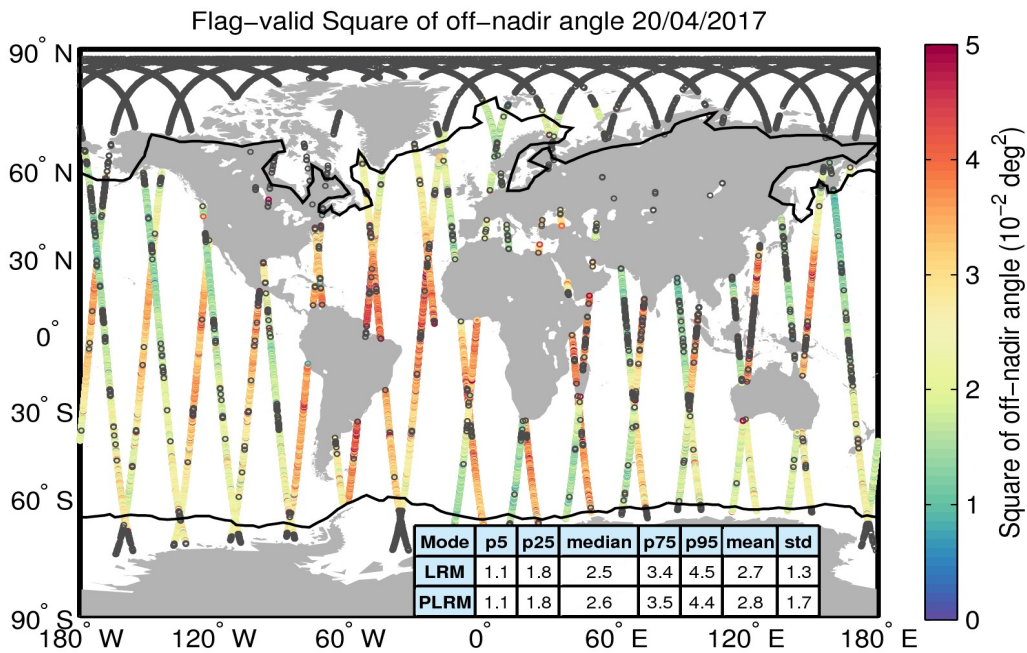 Flag−valid Square of off−nadir angle 20/04/2017
90° N
60° N
30° N
0°
30° S
60° S
90° S
180° W
120° W
60° W
0°
60° E
120° E
180° E
Mode p5 p25 median p75 p95 mean std
LRM 1.1 1.8 2.5 3.4 4.5 2.7 1.3
PLRM 1.1 1.8 2.6 3.5 4.4 2.8 1.7
5
4
3
2
1
0
Square of off−nadir angle (10⁻² deg²)